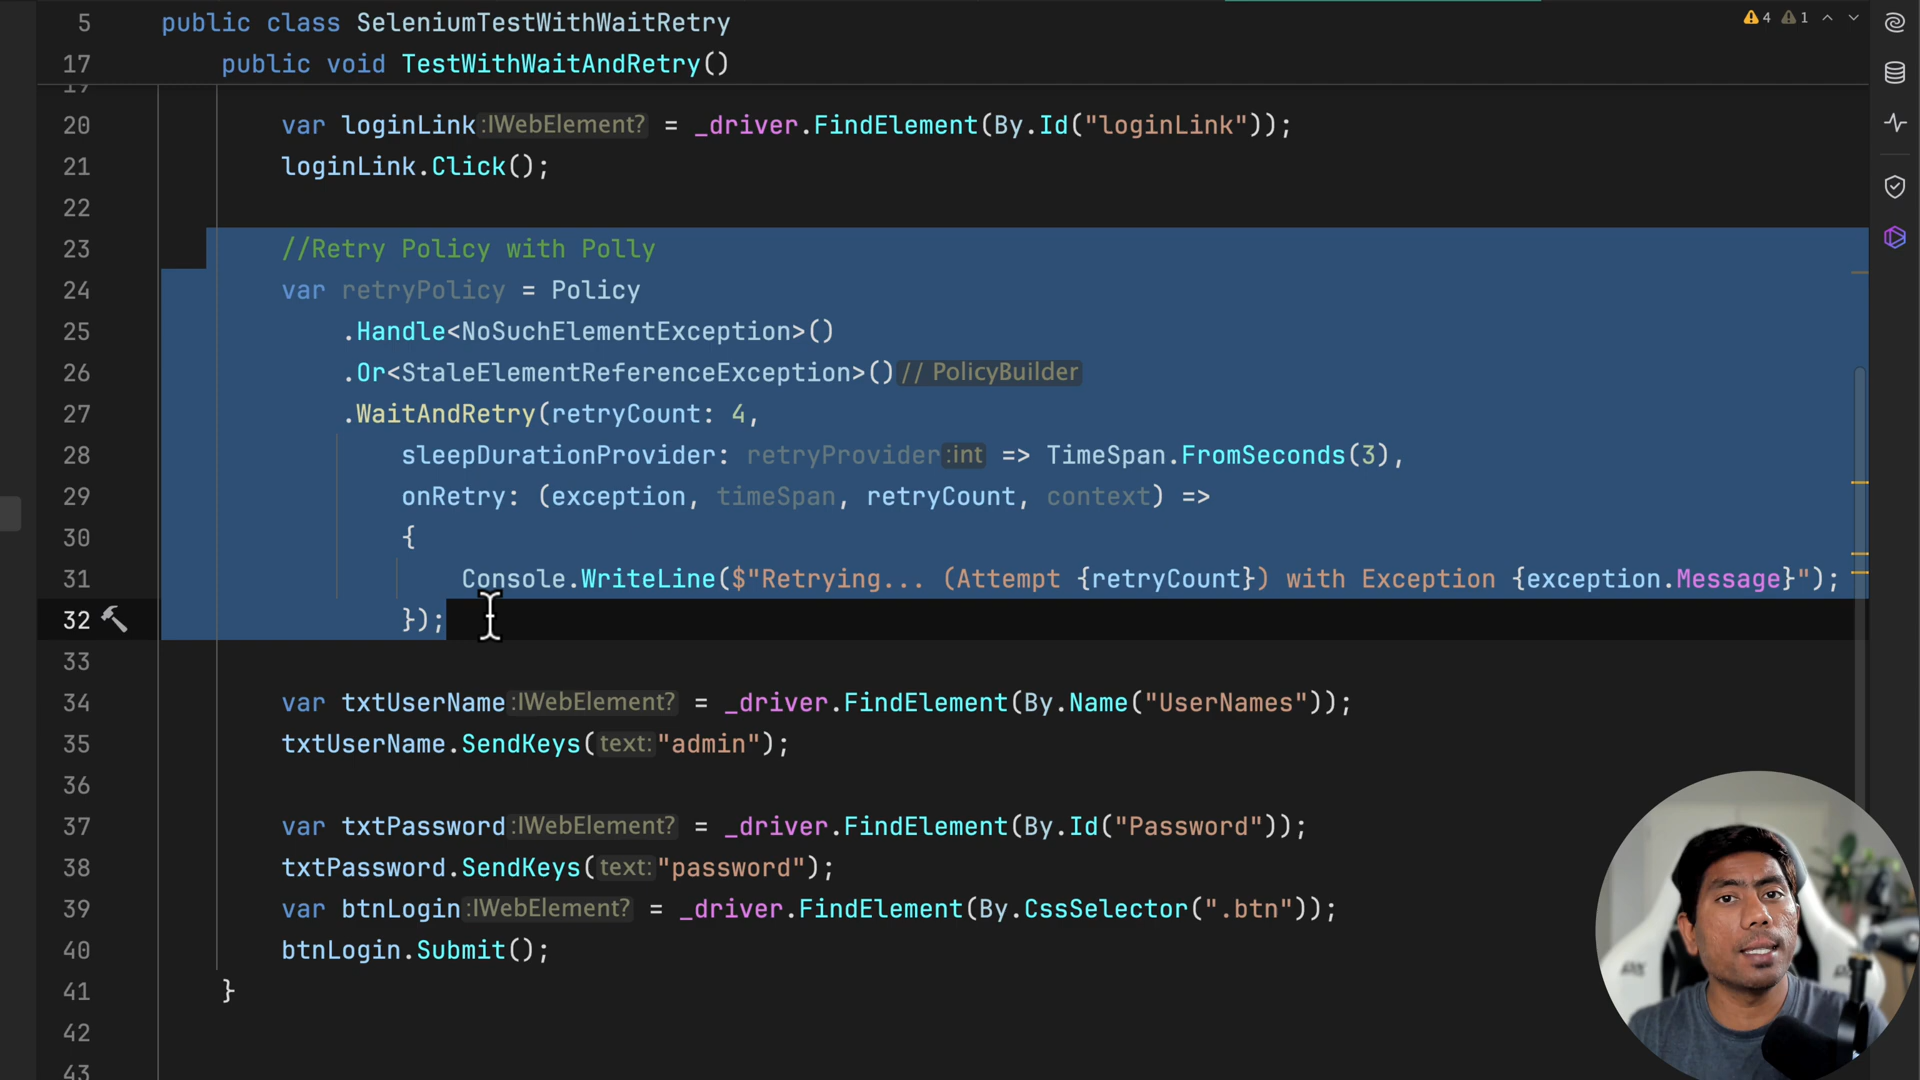 5 public class SeleniumTestWithWaitRetry
4 1
17 public void TestWithWaitAndRetry()
19
20 var loginLink :IWebElement? = _driver.FindElement(By.Id("loginLink"));
21 loginLink.Click();
22
23 //Retry Policy with Polly
24 var retryPolicy = Policy
25 .Handle<NoSuchElementException>()
26 .Or<StaleElementReferenceException>() // PolicyBuilder
27 .WaitAndRetry(retryCount: 4,
28 sleepDurationProvider: retryProvider :int => TimeSpan.FromSeconds(3),
29 onRetry: (exception, timeSpan, retryCount, context) =>
30 {
31 Console.WriteLine($"Retrying... (Attempt {retryCount}) with Exception {exception.Message}");
32 });
33
34 var txtUserName :IWebElement? = _driver.FindElement(By.Name("UserNames"));
35 txtUserName.SendKeys( text: "admin");
36
37 var txtPassword :IWebElement? = _driver.FindElement(By.Id("Password"));
38 txtPassword.SendKeys( text: "password");
39 var btnLogin :IWebElement? = _driver.FindElement(By.CssSelector(".btn"));
40 btnLogin.Submit();
41 }
42
43